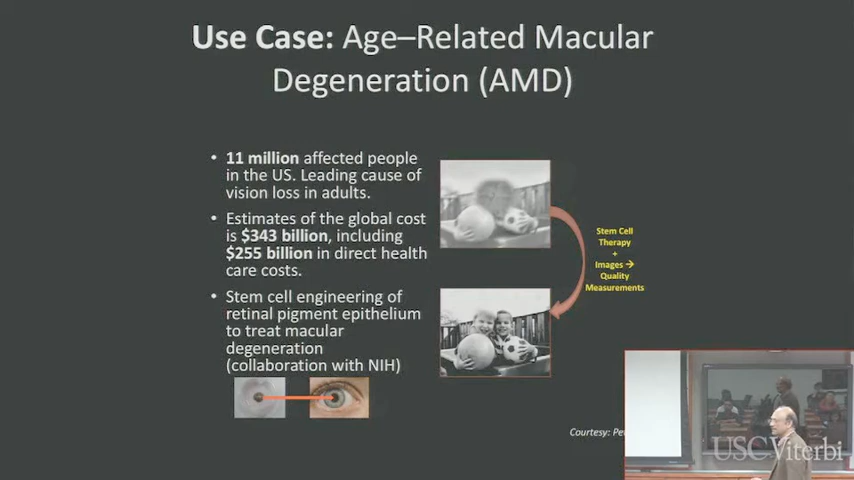 Use Case: Age–Related Macular
Degeneration (AMD)
• 11 million affected people
in the US. Leading cause of
vision loss in adults.
• Estimates of the global cost
is $343 billion, including
$255 billion in direct health
care costs.
• Stem cell engineering of
retinal pigment epithelium
to treat macular
degeneration
(collaboration with NIH)
Stem Cell
Therapy
+
Images →
Quality
Measurements
Courtesy:
USC Viterbi